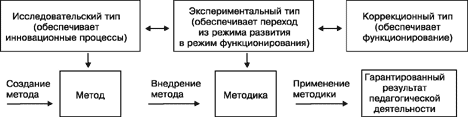 Исследовательский тип
(обеспечивает
инновационные процессы)
Экспериментальный тип
(обеспечивает переход
из режима развития
в режим функционирования)
Коррекционный тип
(обеспечивает
функционирование)
Создание
метода
Метод
Внедрение
метода
Методика
Применение
методики
Гарантированный
результат
педагогической
деятельности